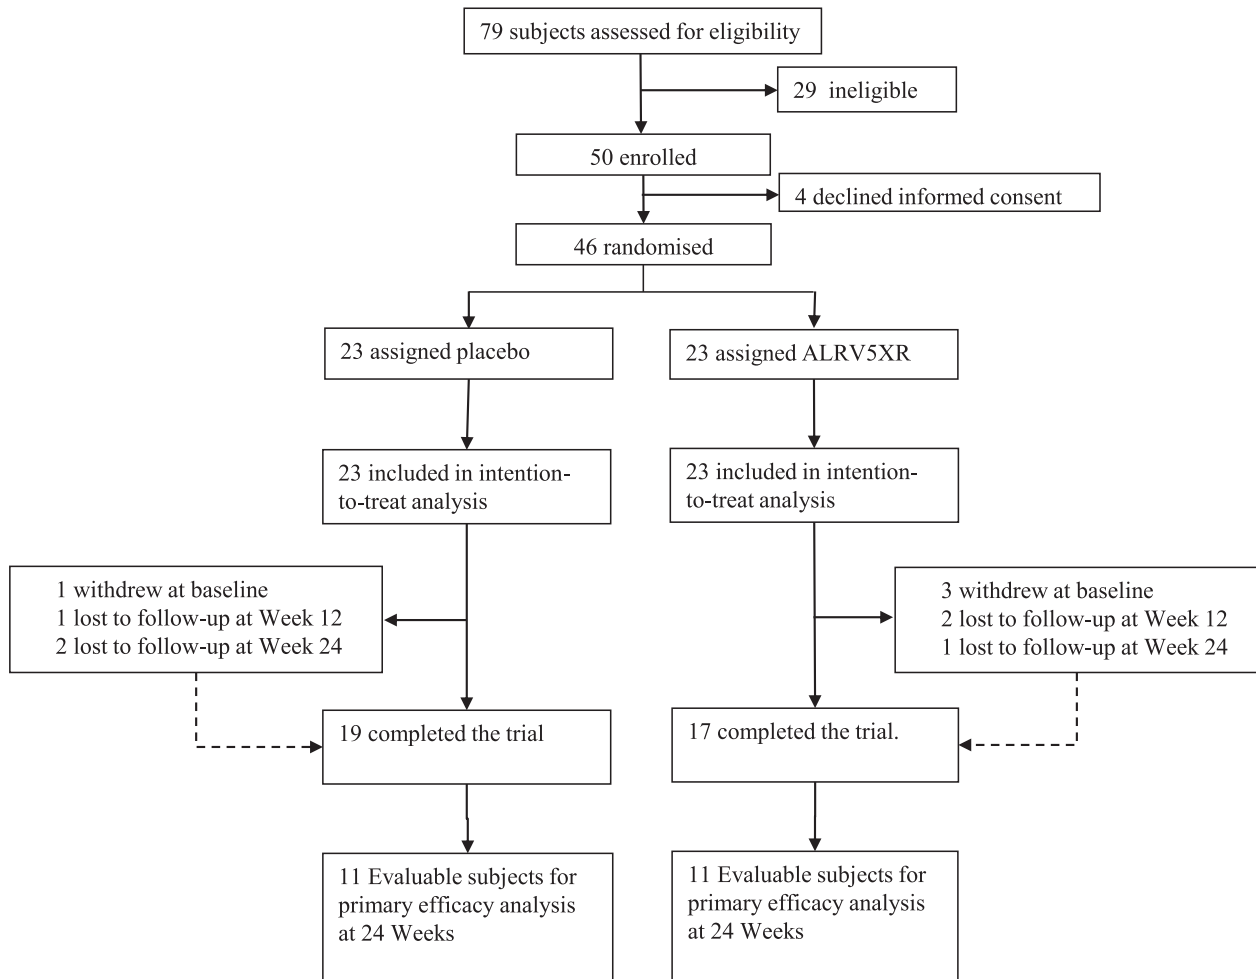 79 subjects assessed for eligibility
29 ineligible
50 enrolled
4 declined informed consent
46 randomised
23 assigned placebo
23 assigned ALRV5XR
23 included in intention-
to-treat analysis
23 included in intention-
to-treat analysis
1 withdrew at baseline
1 lost to follow-up at Week 12
2 lost to follow-up at Week 24
3 withdrew at baseline
2 lost to follow-up at Week 12
1 lost to follow-up at Week 24
19 completed the trial
17 completed the trial.
11 Evaluable subjects for
primary efficacy analysis
at 24 Weeks
11 Evaluable subjects for
primary efficacy analysis
at 24 Weeks